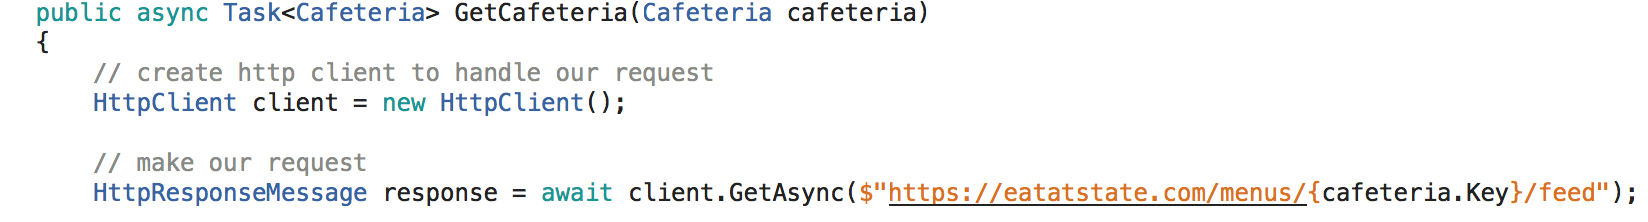 public async Task<Cafeteria> GetCafeteria(Cafeteria cafeteria)
{
    // create http client to handle our request
    HttpClient client = new HttpClient();

    // make our request
    HttpResponseMessage response = await client.GetAsync($"https://eatatstate.com/menus/{cafeteria.Key}/feed");